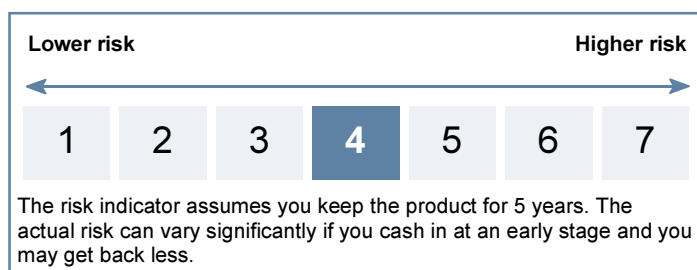 Lower risk Higher risk
1 2 3 4 5 6 7
The risk indicator assumes you keep the product for 5 years. The
actual risk can vary significantly if you cash in at an early stage and you
may get back less.